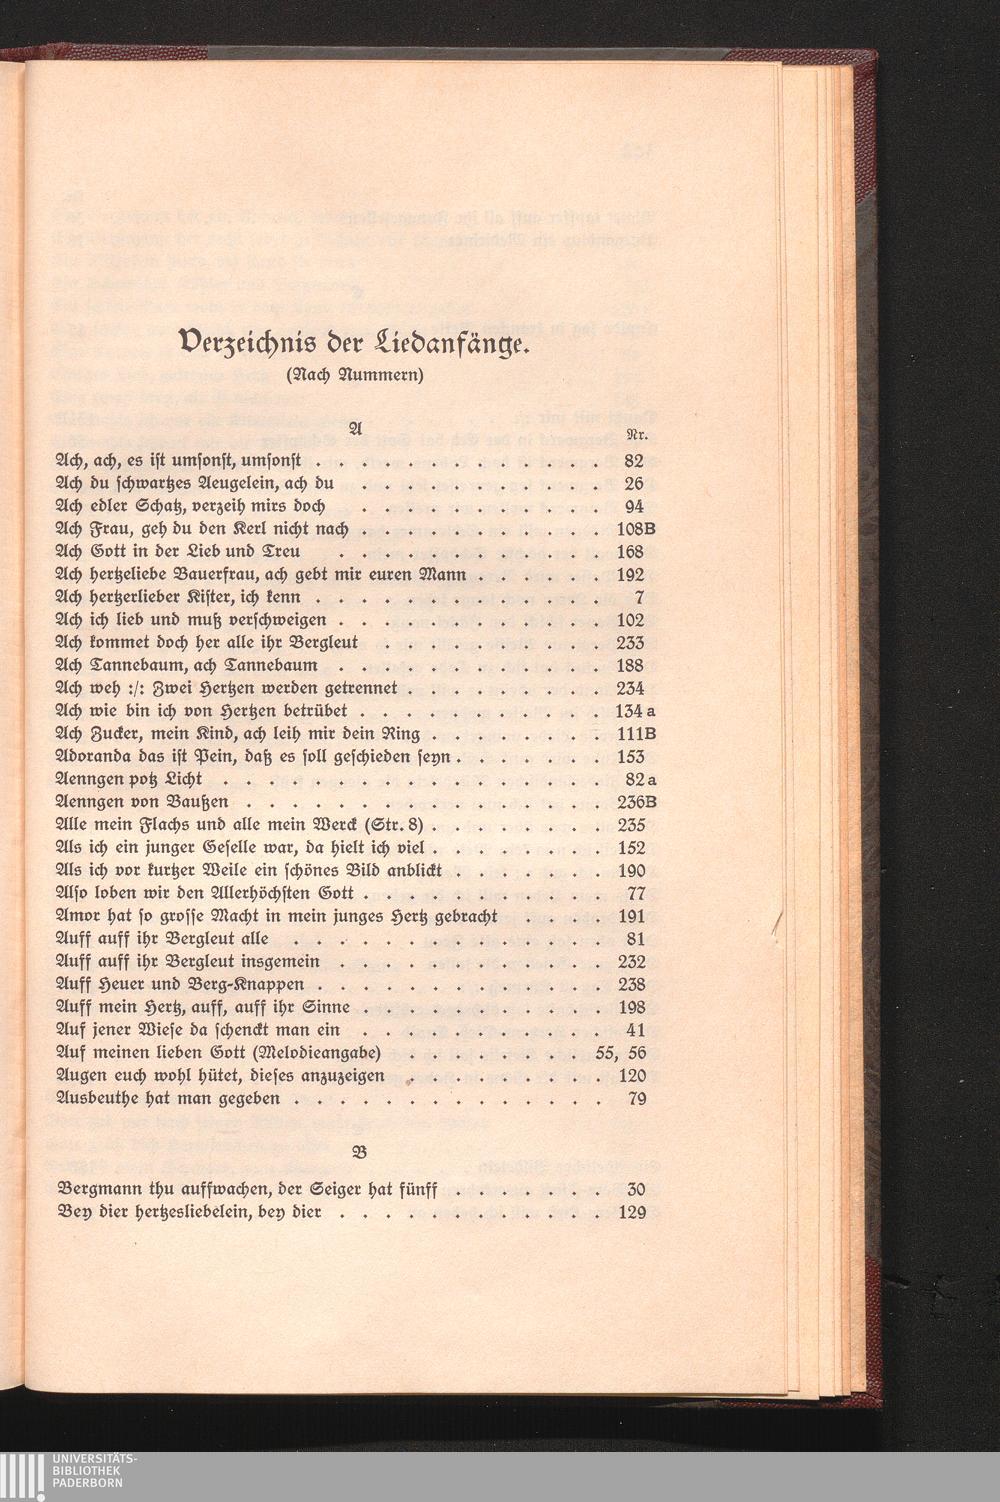 Verzeichnis der Liedanfänge.
(Nach Nummern)
A
Nr.
Ach, ach, es ist umsonst, umsonst . . . . . . . . . . . . . 82
Ach du schwartzes Aeugelein, ach du . . . . . . . . . . . 26
Ach edler Schatz, verzeih mirs doch . . . . . . . . . . . 94
Ach Frau, geh du den Kerl nicht nach . . . . . . . . . . 108B
Ach Gott in der Lieb und Treu . . . . . . . . . . . . 168
Ach hertzeliebe Bauerfrau, ach gebt mir euren Mann . . . . . . 192
Ach hertzerlieber Kister, ich kenn . . . . . . . . . . . . . 7
Ach ich lieb und muß verschweigen . . . . . . . . . . . . 102
Ach kommet doch her alle ihr Bergleut . . . . . . . . . . 233
Ach Tannebaum, ach Tannebaum . . . . . . . . . . . . 188
Ach weh :/: Zwei Hertzen werden getrennet . . . . . . . . . 234
Ach wie bin ich von Hertzen betrübet . . . . . . . . . . . 134 a
Ach Zucker, mein Kind, ach leih mir dein Ring . . . . . . . . 111B
Adoranda das ist Pein, daß es soll geschieden seyn . . . . . . . 153
Aenngen potz Licht . . . . . . . . . . . . . . . . . 82 a
Aenngen von Baußen . . . . . . . . . . . . . . . . 236B
Alle mein Flachs und alle mein Werck (Str. 8) . . . . . . . . 235
Als ich ein junger Geselle war, da hielt ich viel . . . . . . . . 152
Als ich vor kurtzer Weile ein schönes Bild anblickt . . . . . . . 190
Also loben wir den Allerhöchsten Gott . . . . . . . . . . . 77
Amor hat so grosse Macht in mein junges Hertz gebracht . . . . . 191
Auff auff ihr Bergleut alle . . . . . . . . . . . . . . 81
Auff auff ihr Bergleut insgemein . . . . . . . . . . . . 232
Auff Heuer und Berg-Knappen . . . . . . . . . . . . . 238
Auff mein Hertz, auff, auff ihr Sinne . . . . . . . . . . . 198
Auf jener Wiese da schenckt man ein . . . . . . . . . . . 41
Auf meinen lieben Gott (Melodieangabe) . . . . . . . . 55, 56
Augen euch wohl hütet, dieses anzuzeigen . . . . . . . . . 120
Ausbeuthe hat man gegeben . . . . . . . . . . . . . . 79
B
Bergmann thu auffwachen, der Seiger hat fünff . . . . . . . 30
Bey dier hertzesliebelein, bey dier . . . . . . . . . . . . 129
UNIVERSITÄTS-
BIBLIOTHEK
PADERBORN